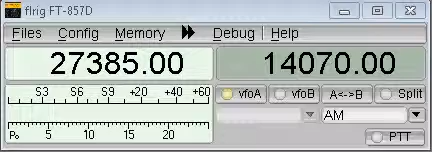 flrig FT-857D
Files Config Memory Debug Help
27385.00 14070.00
S3 S6 S9 +20 +40 +60
vfoA vfoB A<->B Split
AM
Po 5 10 15 20
PTT